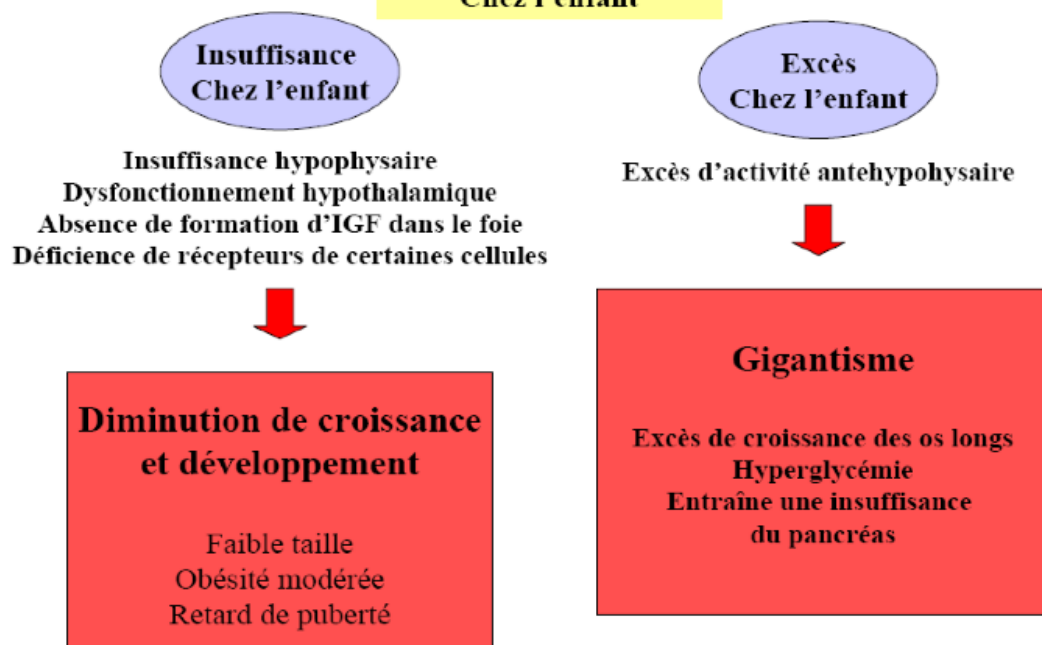 Chez l'enfant
Insuffisance
Chez l'enfant
Insuffisance hypophysaire
Dysfonctionnement hypothalamique
Absence de formation d'IGF dans le foie
Déficience de récepteurs de certaines cellules
Diminution de croissance
et développement
Faible taille
Obésité modérée
Retard de puberté
Excès
Chez l'enfant
Excès d'activité antehypohysaire
Gigantisme
Excès de croissance des os longs
Hyperglycémie
Entraîne une insuffisance
du pancréas